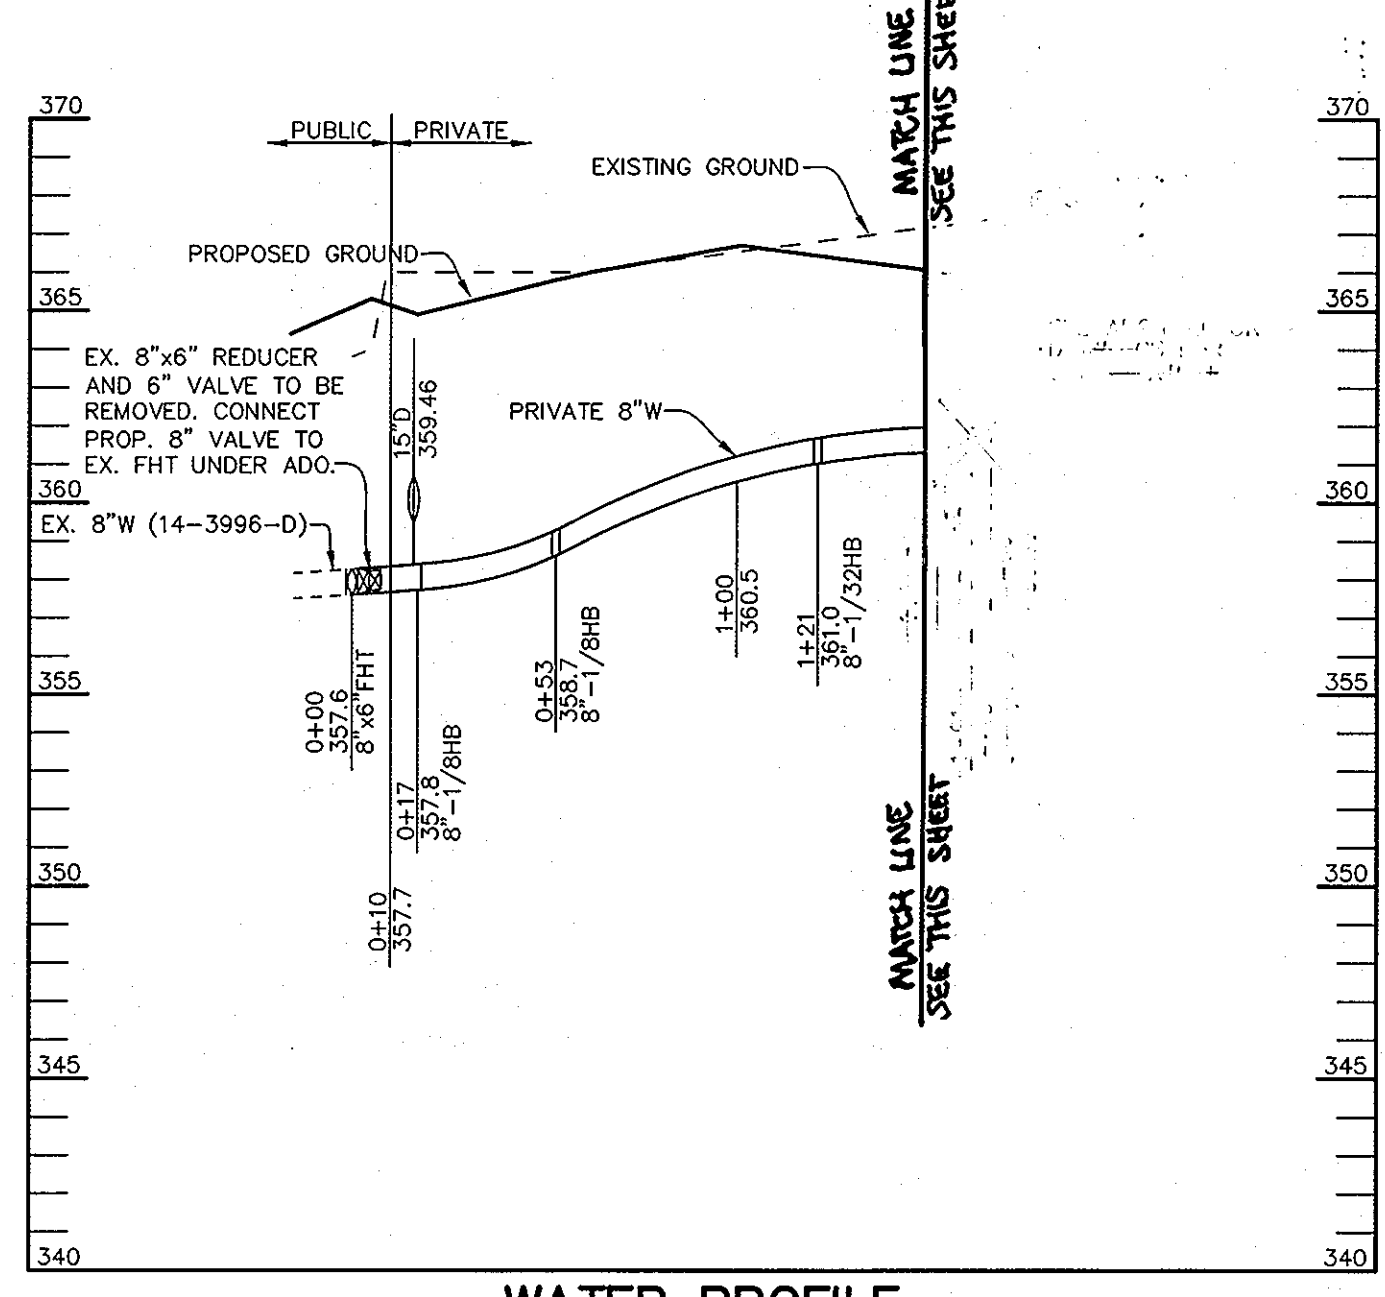 MATCH LINE
SEE THIS SHEE
370
370
PUBLIC
PRIVATE
EXISTING GROUND
PROPOSED GROUND
365
365
EX. 8"x6" REDUCER
AND 6" VALVE TO BE
REMOVED. CONNECT
PROP. 8" VALVE TO
EX. FHT UNDER ADO.
15"D
359.46
PRIVATE 8"W
360
360
EX. 8"W (14-3996-D)
0+00
357.6
8"x6"FHT
0+17
357.8
8"-1/8HB
0+10
357.7
0+53
358.7
8"-1/8HB
1+00
360.5
1+21
361.0
8"-1/32HB
355
355
MATCH LINE
SEE THIS SHEET
350
350
345
345
340
340
WATER PROFILE